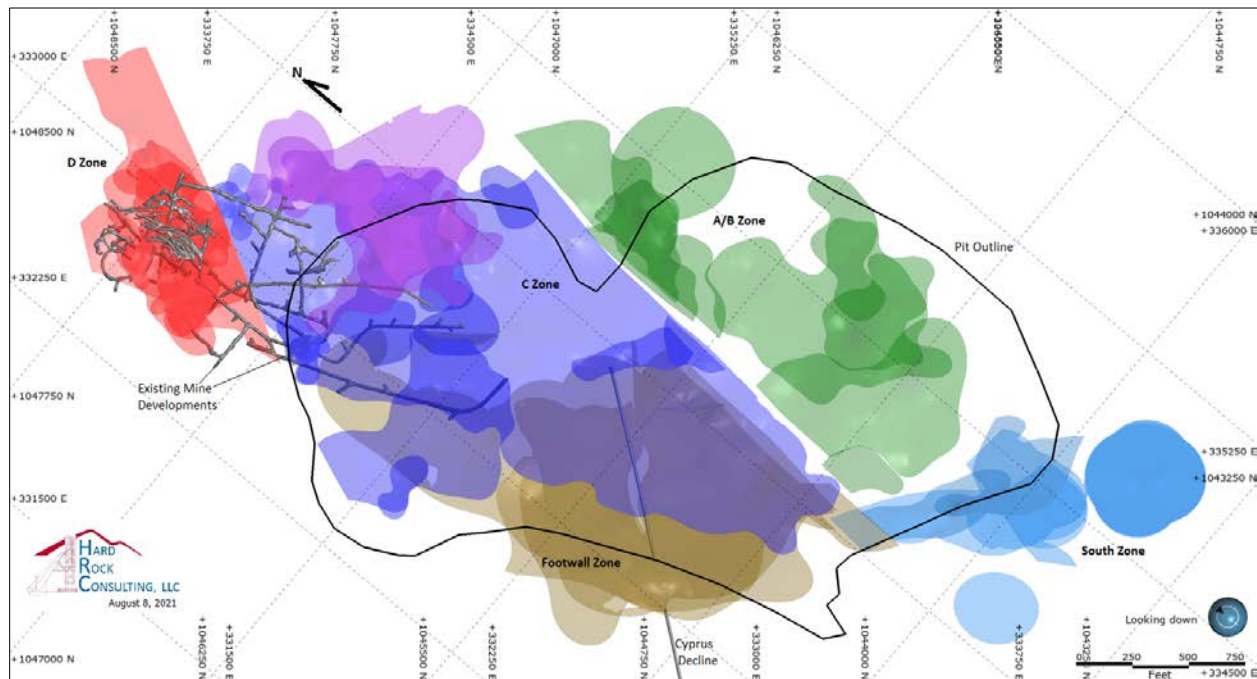 +333000 E
+1048500 N
+333750 E
+1047750 N
+334500 E
+1047000 N
+335250 E
+1046250 N
+1044750 N
N
+1048500 N
D Zone
A/B Zone
+1044000 N
+336000 E
Pit Outline
+332250 E
C Zone
Existing Mine
Developments
+1047750 N
+335250 E
+1043250 N
+331500 E
South Zone
Footwall Zone
HARD
ROCK
CONSULTING, LLC
August 8, 2021
Looking down
Cyprus
Decline
+1047000 N
+1046250 N
+331500 E
+1045500 N
+332250 E
+1044750 N
+333000 E
+1044000 N
+333750 E
+1043250 N
0 250 500 750
Feet
+334500 E